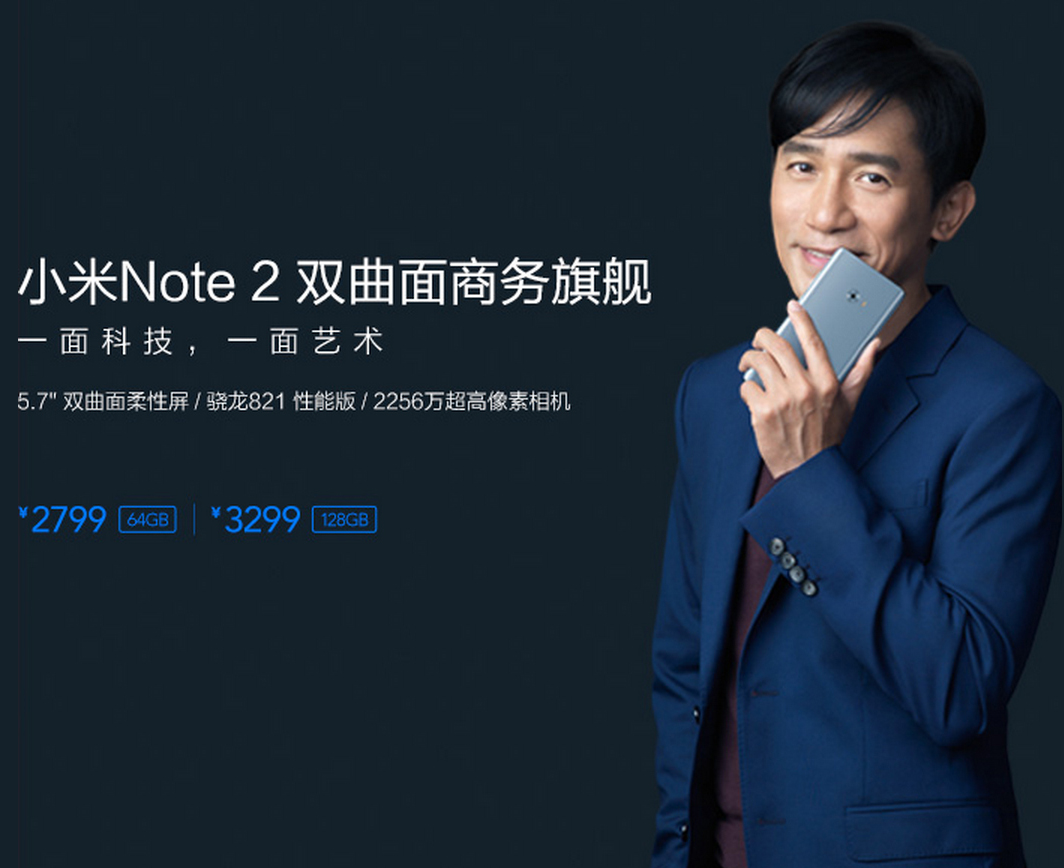 小米Note 2 双曲面商务旗舰
一面科技，一面艺术
5.7" 双曲面柔性屏 / 骁龙821 性能版 / 2256万超高像素相机
¥2799 64GB | ¥3299 128GB